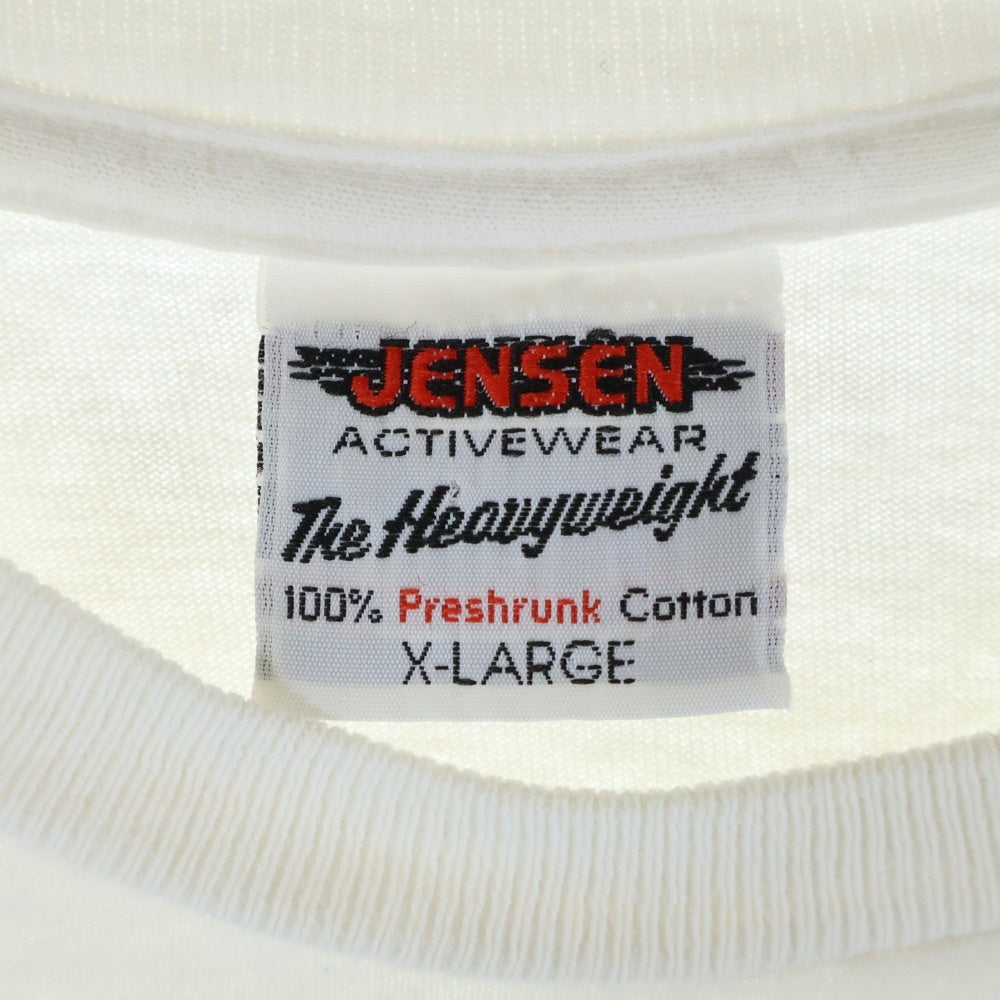 JENSEN
ACTIVEWEAR
The Heavyweight
100% Preshrunk Cotton
X-LARGE